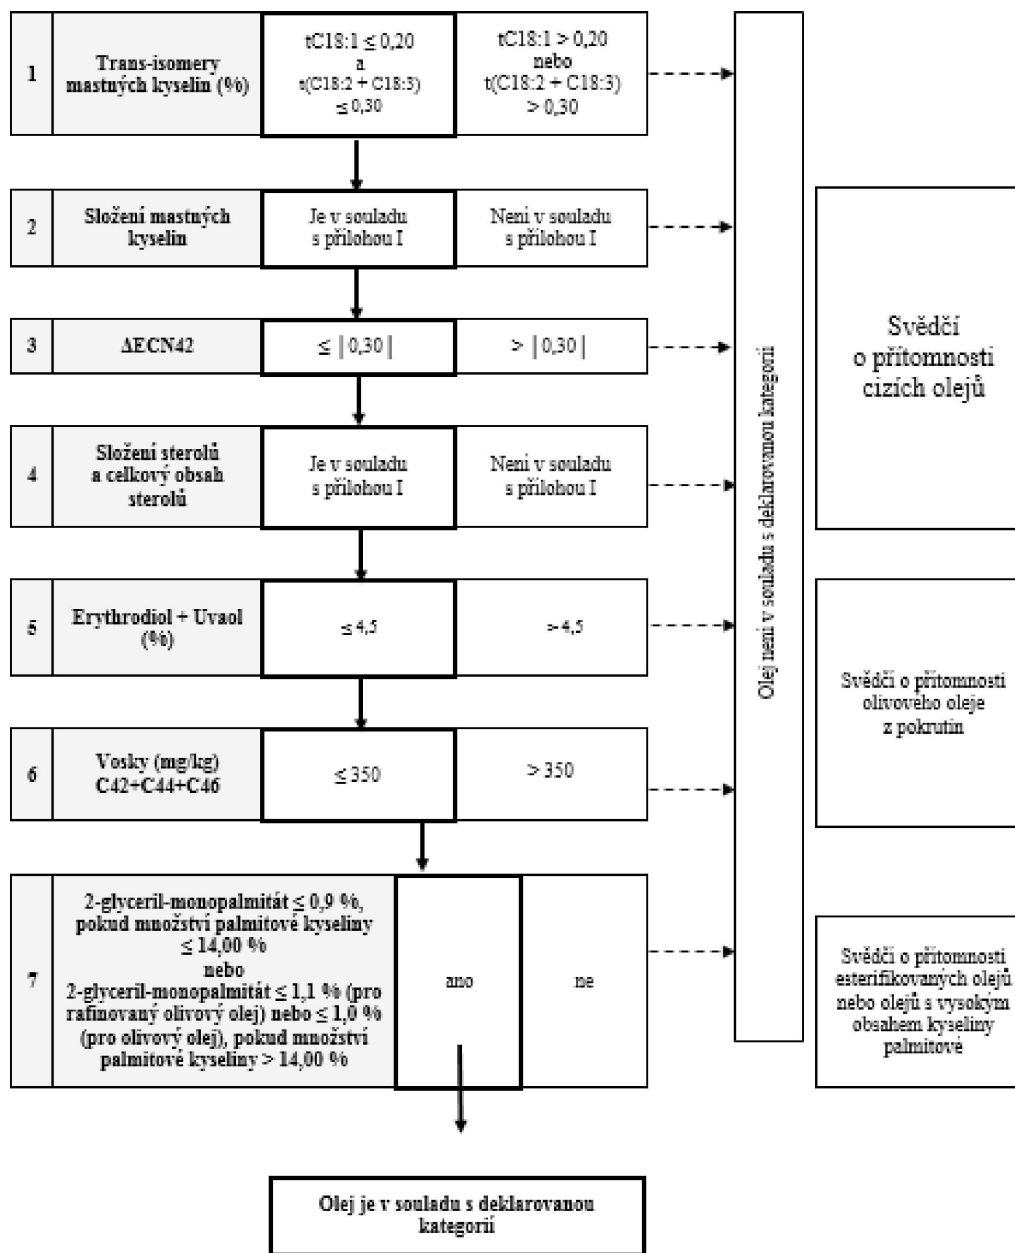 1
Trans-isomery
mastných kyselin (%)
tC18:1 ≤ 0,20
a
t(C18:2 + C18:3)
≤ 0,30
tC18:1 > 0,20
nebo
t(C18:2 + C18:3)
> 0,30
2
Složení mastných
kyselin
Je v souladu
s přílohou I
Není v souladu
s přílohou I
3
ΔECN42
≤ | 0,30 |
> | 0,30 |
4
Složení sterolů
a celkový obsah
sterolů
Je v souladu
s přílohou I
Není v souladu
s přílohou I
5
Erythrodiol + Uvaol
(%)
≤ 4,5
> 4,5
6
Vosky (mg/kg)
C42+C44+C46
≤ 350
> 350
7
2-glyceril-monopalmitát ≤ 0,9 %,
pokud množství palmitové kyseliny
≤ 14,00 %
nebo
2-glyceril-monopalmitát ≤ 1,1 % (pro
rafinovaný olivový olej) nebo ≤ 1,0 %
(pro olivový olej), pokud množství
palmitové kyseliny > 14,00 %
ano
ne
Olej není v souladu s deklarovanou kategorií
Svědčí
o přítomnosti
cizích olejů
Svědčí o přítomnosti
olivového oleje
z pokrutin
Svědčí o přítomnosti
esterifikovaných olejů
nebo olejů s vysokým
obsahem kyseliny
palmitové
Olej je v souladu s deklarovanou
kategorií